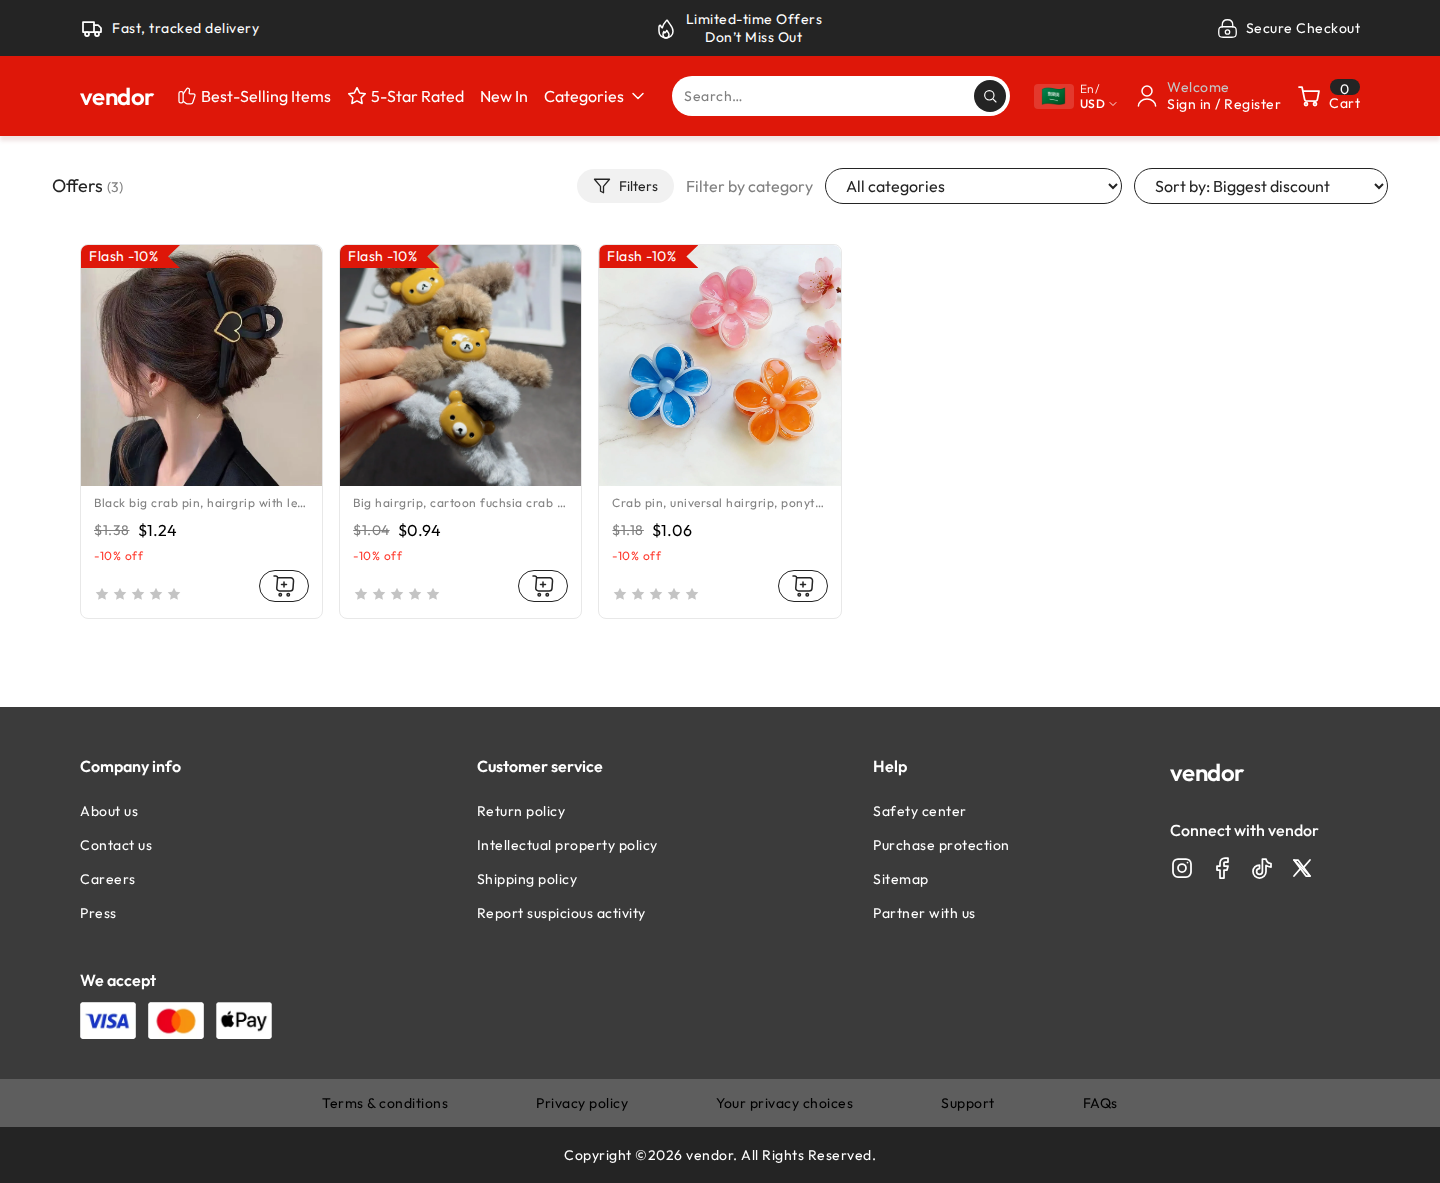 Fast, tracked delivery
Limited-time Offers
Don't Miss Out
Secure Checkout
vendor
Best-Selling Items
5-Star Rated
New In
Categories
Search...
En/
USD
Welcome
Sign in / Register
0
Cart
Offers (3)
Filters
Filter by category
All categories
Sort by: Biggest discount
Flash -10%
Flash -10%
Flash -10%
Black big crab pin, hairgrip with le...
Big hairgrip, cartoon fuchsia crab ...
Crab pin, universal hairgrip, ponyt...
$1.38 $1.24
$1.04 $0.94
$1.18 $1.06
-10% off
-10% off
-10% off
Company info
About us
Contact us
Careers
Press
Customer service
Return policy
Intellectual property policy
Shipping policy
Report suspicious activity
Help
Safety center
Purchase protection
Sitemap
Partner with us
vendor
Connect with vendor
We accept
VISA
Pay
Terms & conditions
Privacy policy
Your privacy choices
Support
FAQs
Copyright ©2026 vendor. All Rights Reserved.